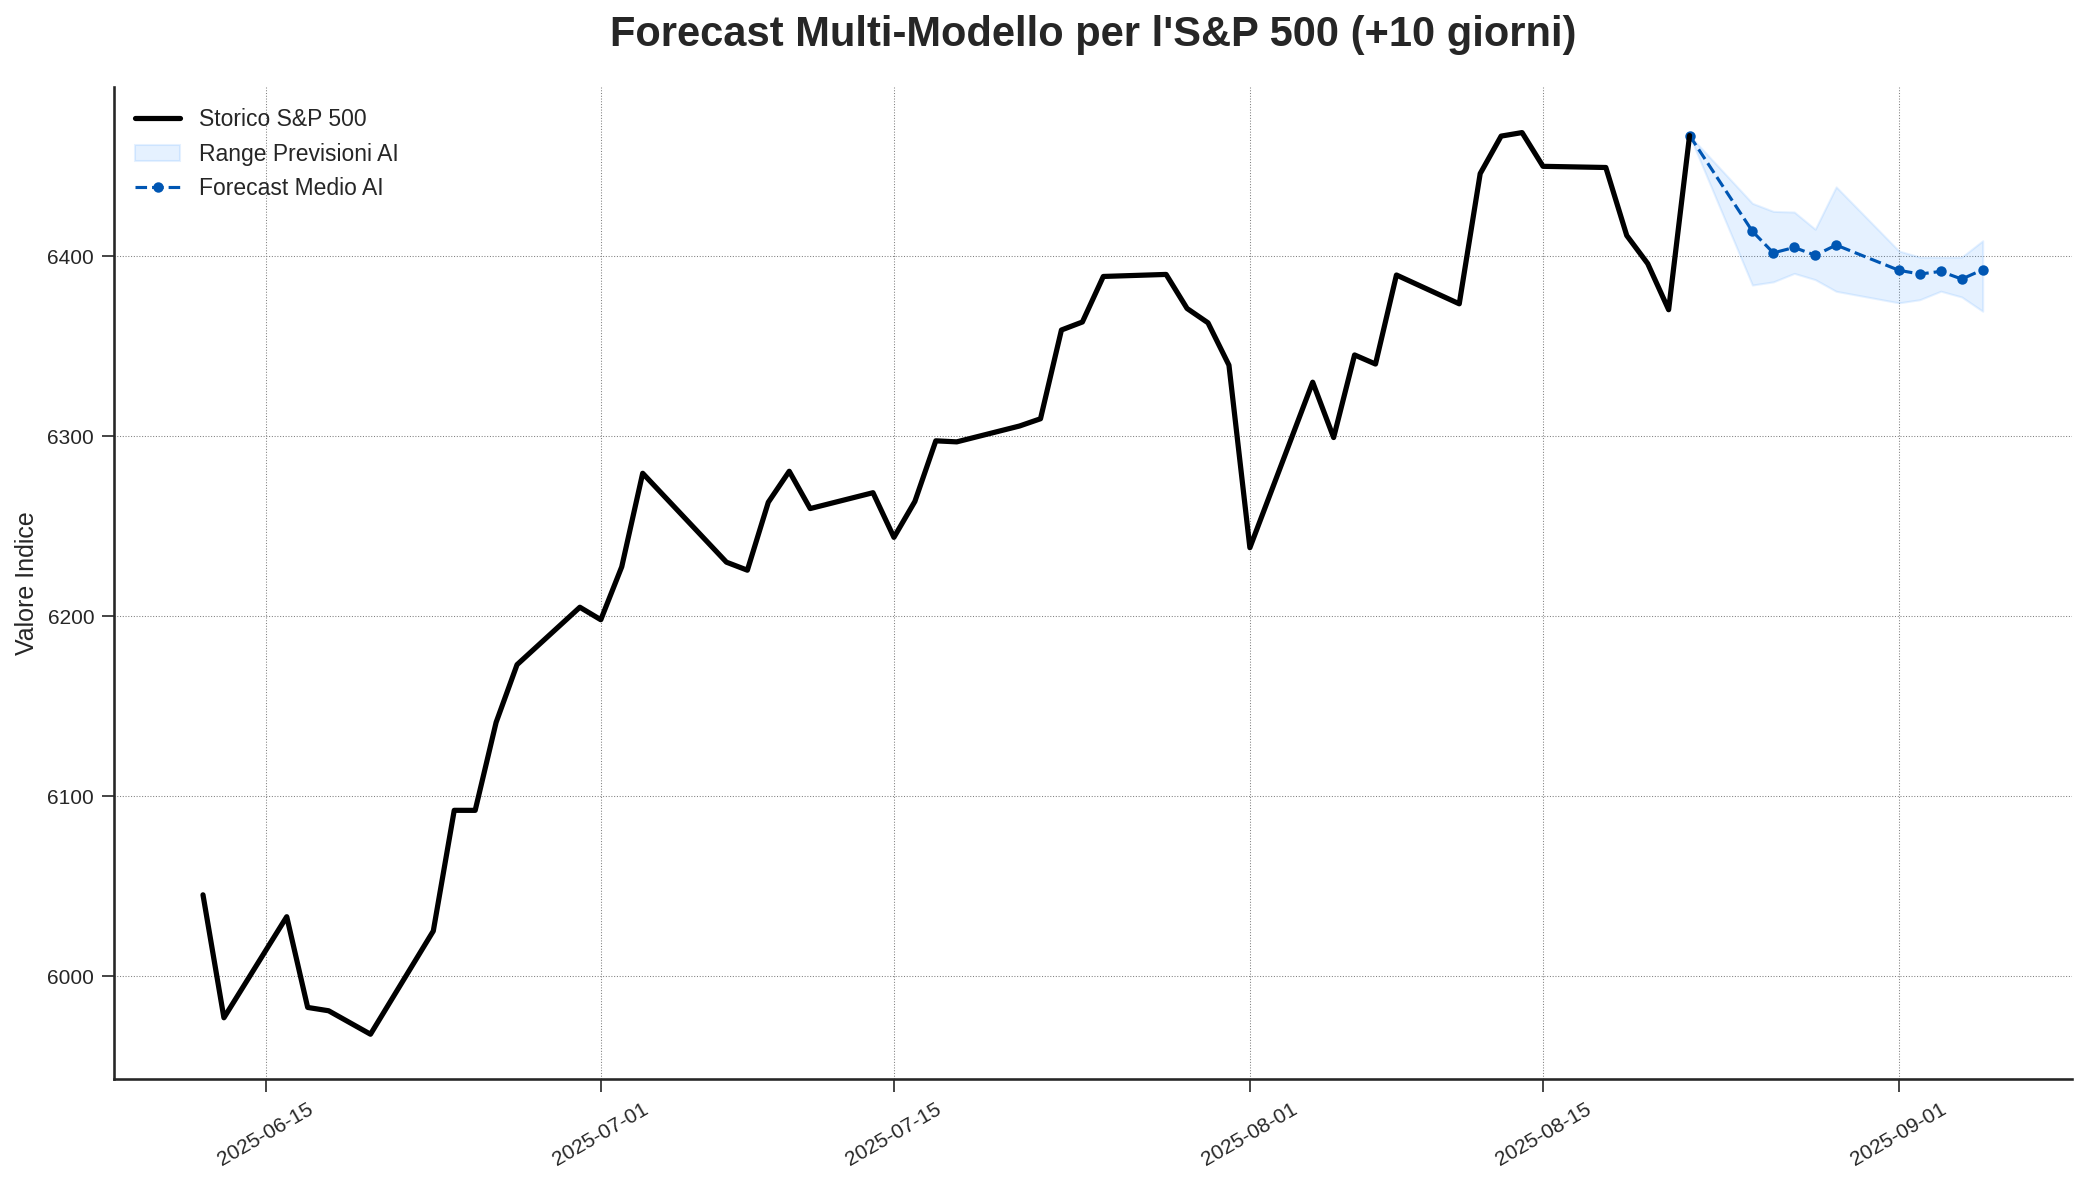 Forecast Multi-Modello per l'S&P 500 (+10 giorni)
Storico S&P 500
Range Previsioni AI
Forecast Medio AI
Valore Indice
6400
6300
6200
6100
6000
2025-06-15
2025-07-01
2025-07-15
2025-08-01
2025-08-15
2025-09-01